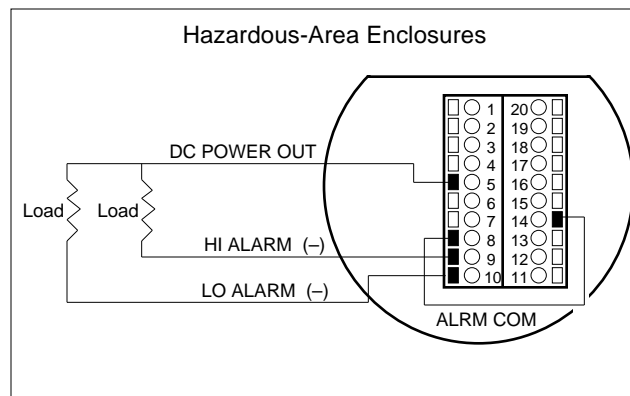 Hazardous-Area Enclosures
1 20
2 19
3 18
DC POWER OUT 4 17
5 16
6 15
Load Load 7 14
HI ALARM (–) 8 13
9 12
LO ALARM (–) 10 11
ALRM COM